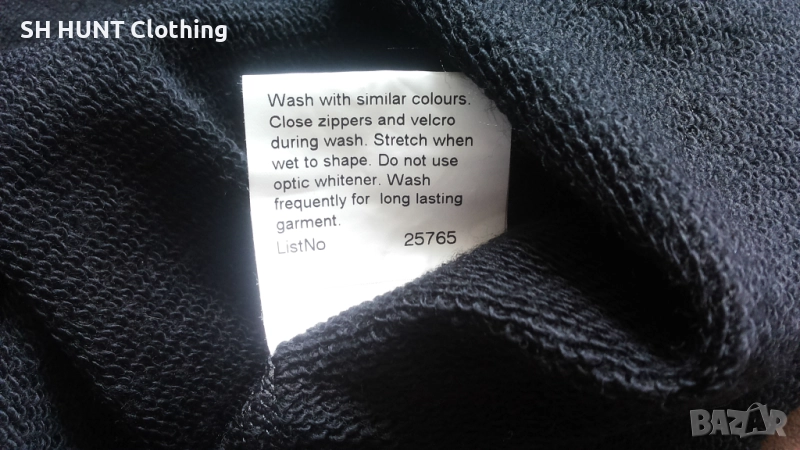 SH HUNT Clothing
Wash with similar colours.
Close zippers and velcro
during wash. Stretch when
wet to shape. Do not use
optic whitener. Wash
frequently for long lasting
garment.
ListNo 25765
BAZAR